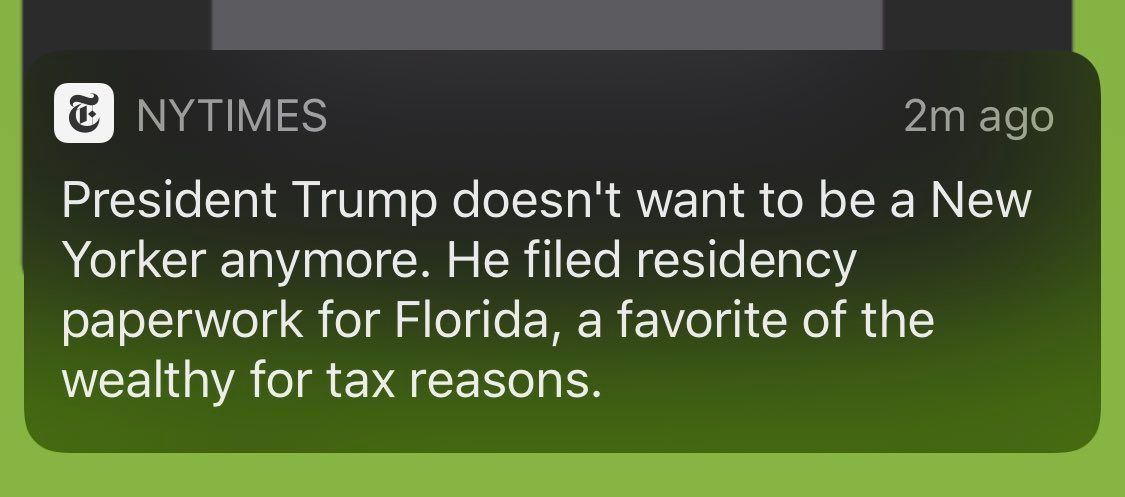 NYTIMES
2m ago
President Trump doesn't want to be a New
Yorker anymore. He filed residency
paperwork for Florida, a favorite of the
wealthy for tax reasons.